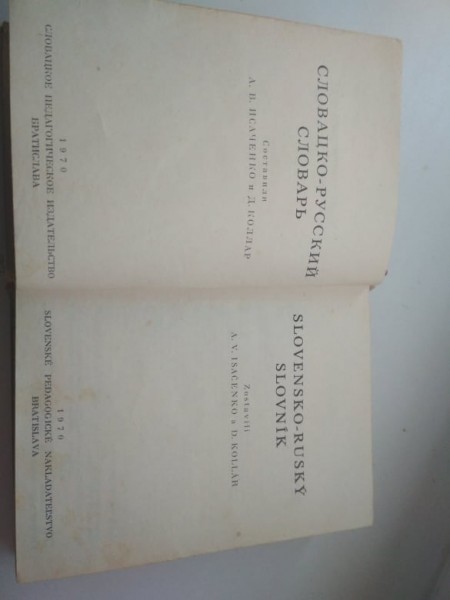 СЛОВАЦКО-РУССКИЙ
СЛОВАРЬ
Составили
А. В. ИСАЧЕНКО и Д. КОЛЛАР
1970
СЛОВАЦКОЕ ПЕДАГОГИЧЕСКОЕ ИЗДАТЕЛЬСТВО
БРАТИСЛАВА
SLOVENSKO-RUSKÝ
SLOVNÍK
Zostavili
A. V. ISAČENKO a D. KOLLÁR
1970
SLOVENSKÉ PEDAGOGICKÉ NAKLADATEĽSTVO
BRATISLAVA